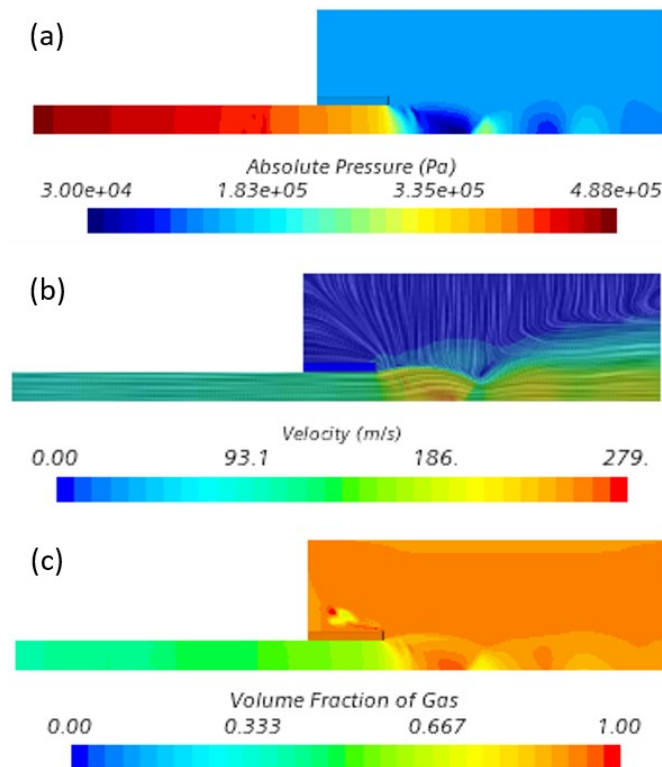 (a)
Absolute Pressure (Pa)
3.00e+04 1.83e+05 3.35e+05 4.88e+05
(b)
Velocity (m/s)
0.00 93.1 186. 279.
(c)
Volume Fraction of Gas
0.00 0.333 0.667 1.00